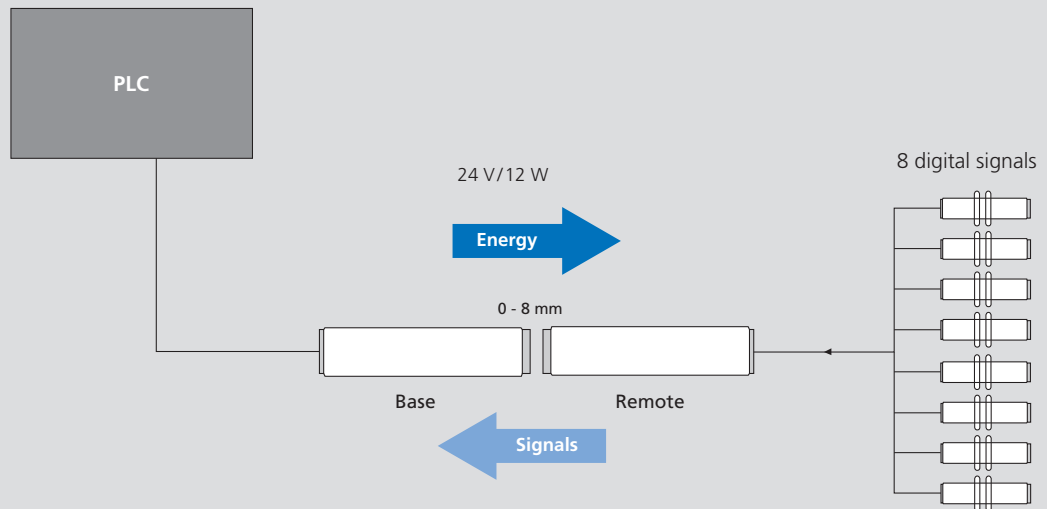 PLC
24 V/12 W
8 digital signals
Energy
0 - 8 mm
Base
Remote
Signals